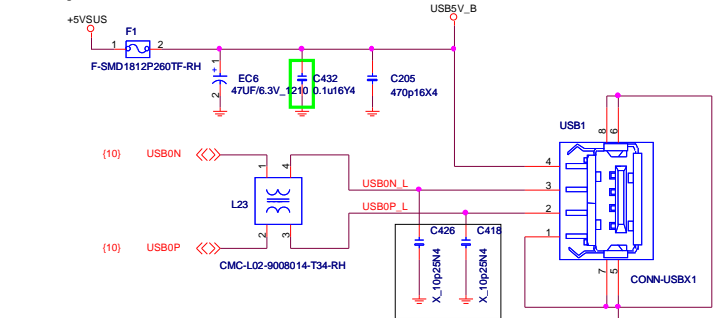 USB5V_B
+5VSUS
F1
1 2
F-SMD1812P260TF-RH
1
+
2
EC6
47UF/6.3V_1210
C432
0.1u16Y4
C205
470p16X4
USB1
8 6
{10} USB0N
1 4
4
USB0N_L
3
L23
USB0P_L
2
2 3
C426
C418
1
{10} USB0P
CMC-L02-9008014-T34-RH
X_10p25N4
X_10p25N4
7 5
CONN-USBX1